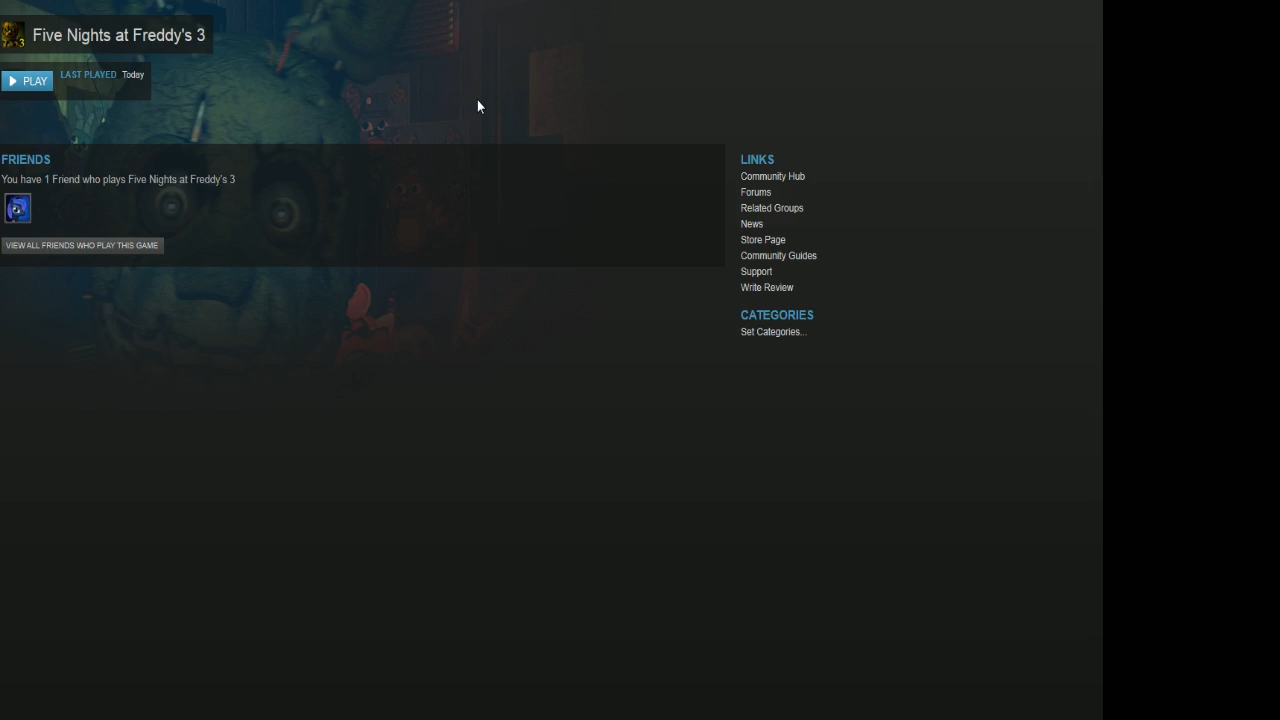 Five Nights at Freddy's 3
PLAY
LAST PLAYED Today
FRIENDS
You have 1 Friend who plays Five Nights at Freddy's 3
VIEW ALL FRIENDS WHO PLAY THIS GAME
LINKS
Community Hub
Forums
Related Groups
News
Store Page
Community Guides
Support
Write Review
CATEGORIES
Set Categories...